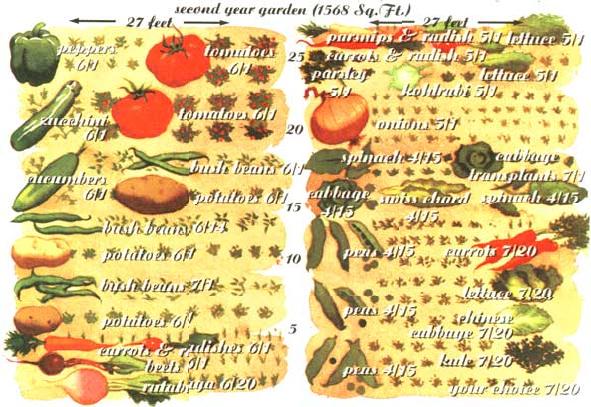 second year garden (1568 Sq.Ft.)
27 feet
27 feet
peppers
6/1
tomatoes
6/1
zucchini
6/1
tomatoes 6/1
cucumbers
6/1
bush beans 6/1
potatoes 6/1
bush beans 6/14
potatoes 6/1
bush beans 7/1
potatoes 6/1
carrots & radishes 6/1
beets 6/1
rutabaga 6/20
25
20
15
10
5
parsnips & radish 5/1
lettuce 5/1
carrots & radish 5/1
parsley
5/1
lettuce 5/1
kohlrabi 5/1
onions 5/1
spinach 4/15
cabbage
transplants 7/1
cabbage
4/15
swiss chard
4/15
spinach 4/15
peas 4/15
carrots 7/20
lettuce 7/20
peas 4/15
chinese
cabbage 7/20
kale 7/20
peas 4/15
your choice 7/20